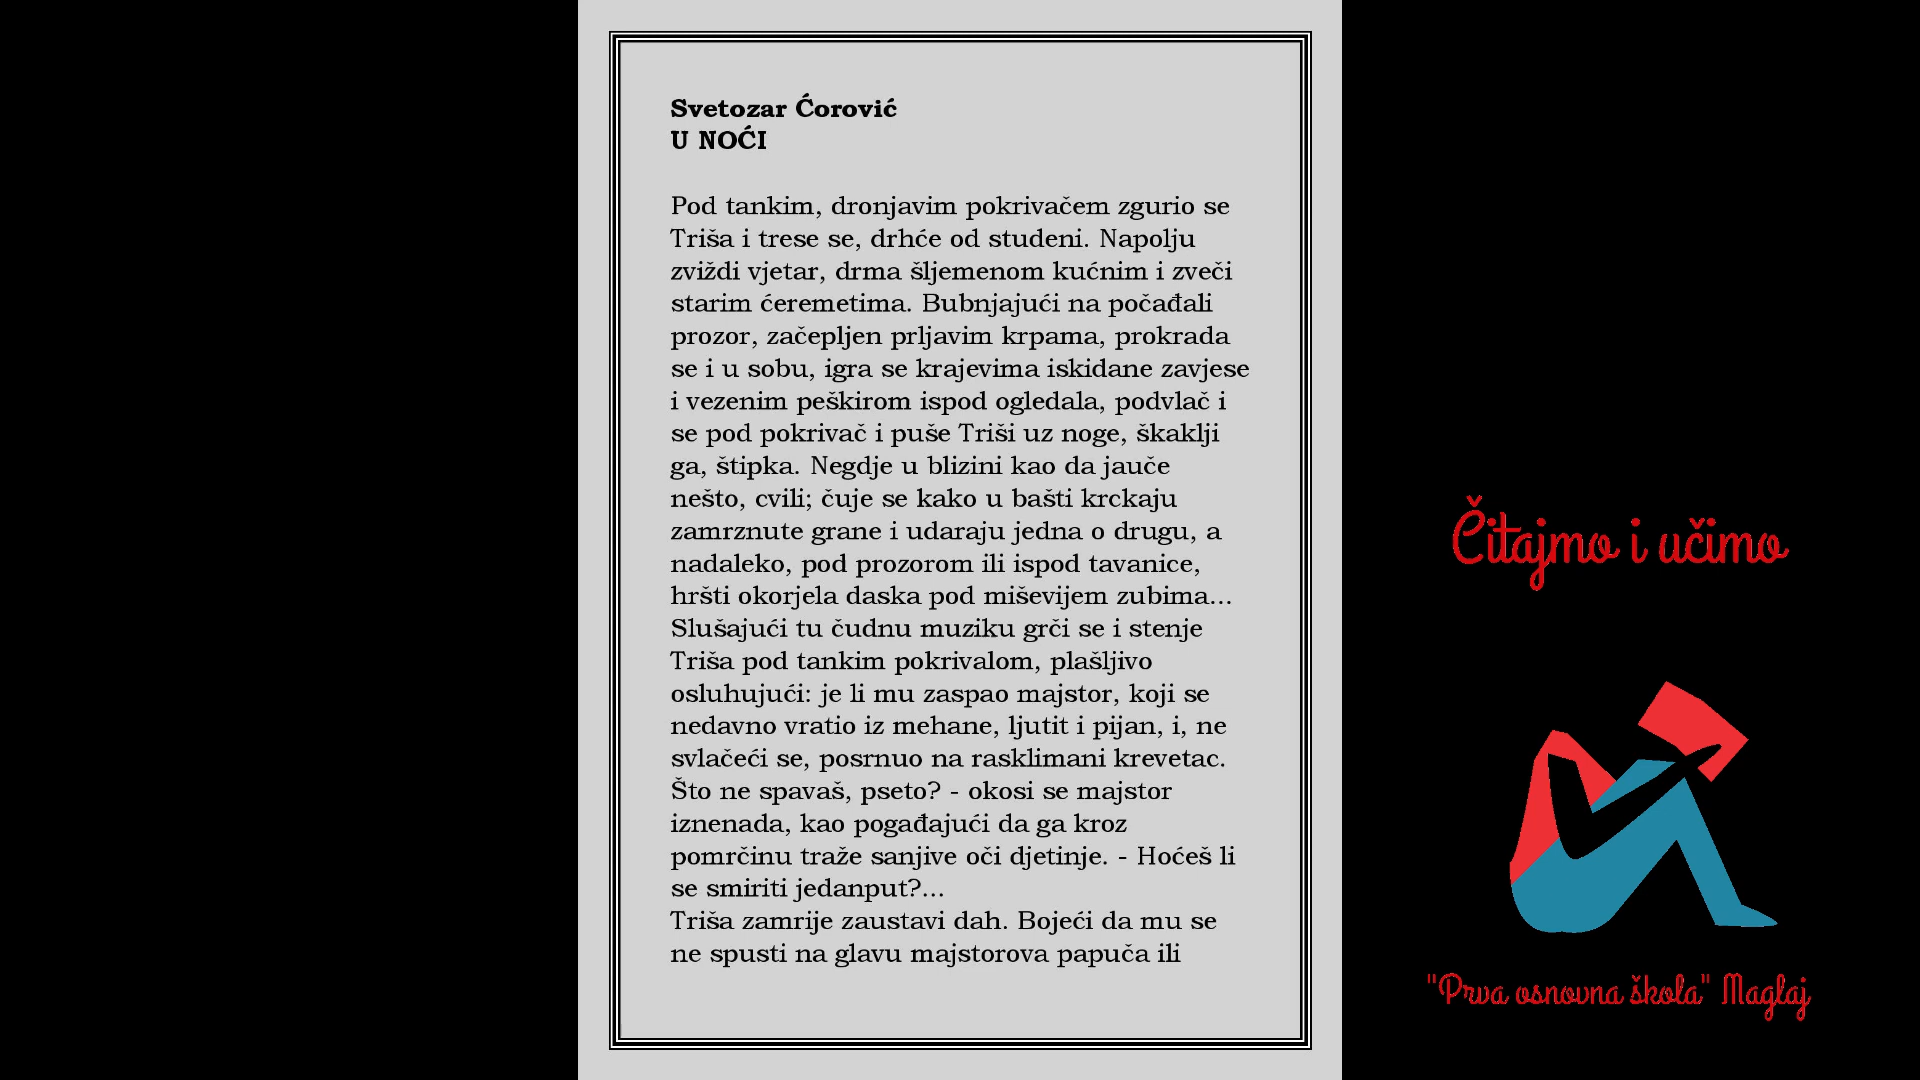 Svetozar Ćorović
U NOĆI
Pod tankim, dronjavim pokrivačem zgurio se
Triša i trese se, drhće od studeni. Napolju
zviždi vjetar, drma šljemenom kućnim i zveči
starim ćeremetima. Bubnjajući na počađali
prozor, začepljen prljavim krpama, prokrada
se i u sobu, igra se krajevima iskidane zavjese
i vezenim peškirom ispod ogledala, podvlač i
se pod pokrivač i puše Triši uz noge, škaklji
ga, štipka. Negdje u blizini kao da jauče
nešto, cvili; čuje se kako u bašti krckaju
zamrznute grane i udaraju jedna o drugu, a
nadaleko, pod prozorom ili ispod tavanice,
hršti okorjela daska pod miševijem zubima...
Slušajući tu čudnu muziku grči se i stenje
Triša pod tankim pokrivalom, plašljivo
osluhujući: je li mu zaspao majstor, koji se
nedavno vratio iz mehane, ljutit i pijan, i, ne
svlačeći se, posrnuo na rasklimani krevetac.
Što ne spavaš, pseto? - okosi se majstor
iznenada, kao pogađajući da ga kroz
pomrčinu traže sanjive oči djetinje. - Hoćeš li
se smiriti jedanput?...
Triša zamrije zaustavi dah. Bojeći da mu se
ne spusti na glavu majstorova papuča ili
Čitajmo i učimo
"Prva osnovna škola" Maglaj